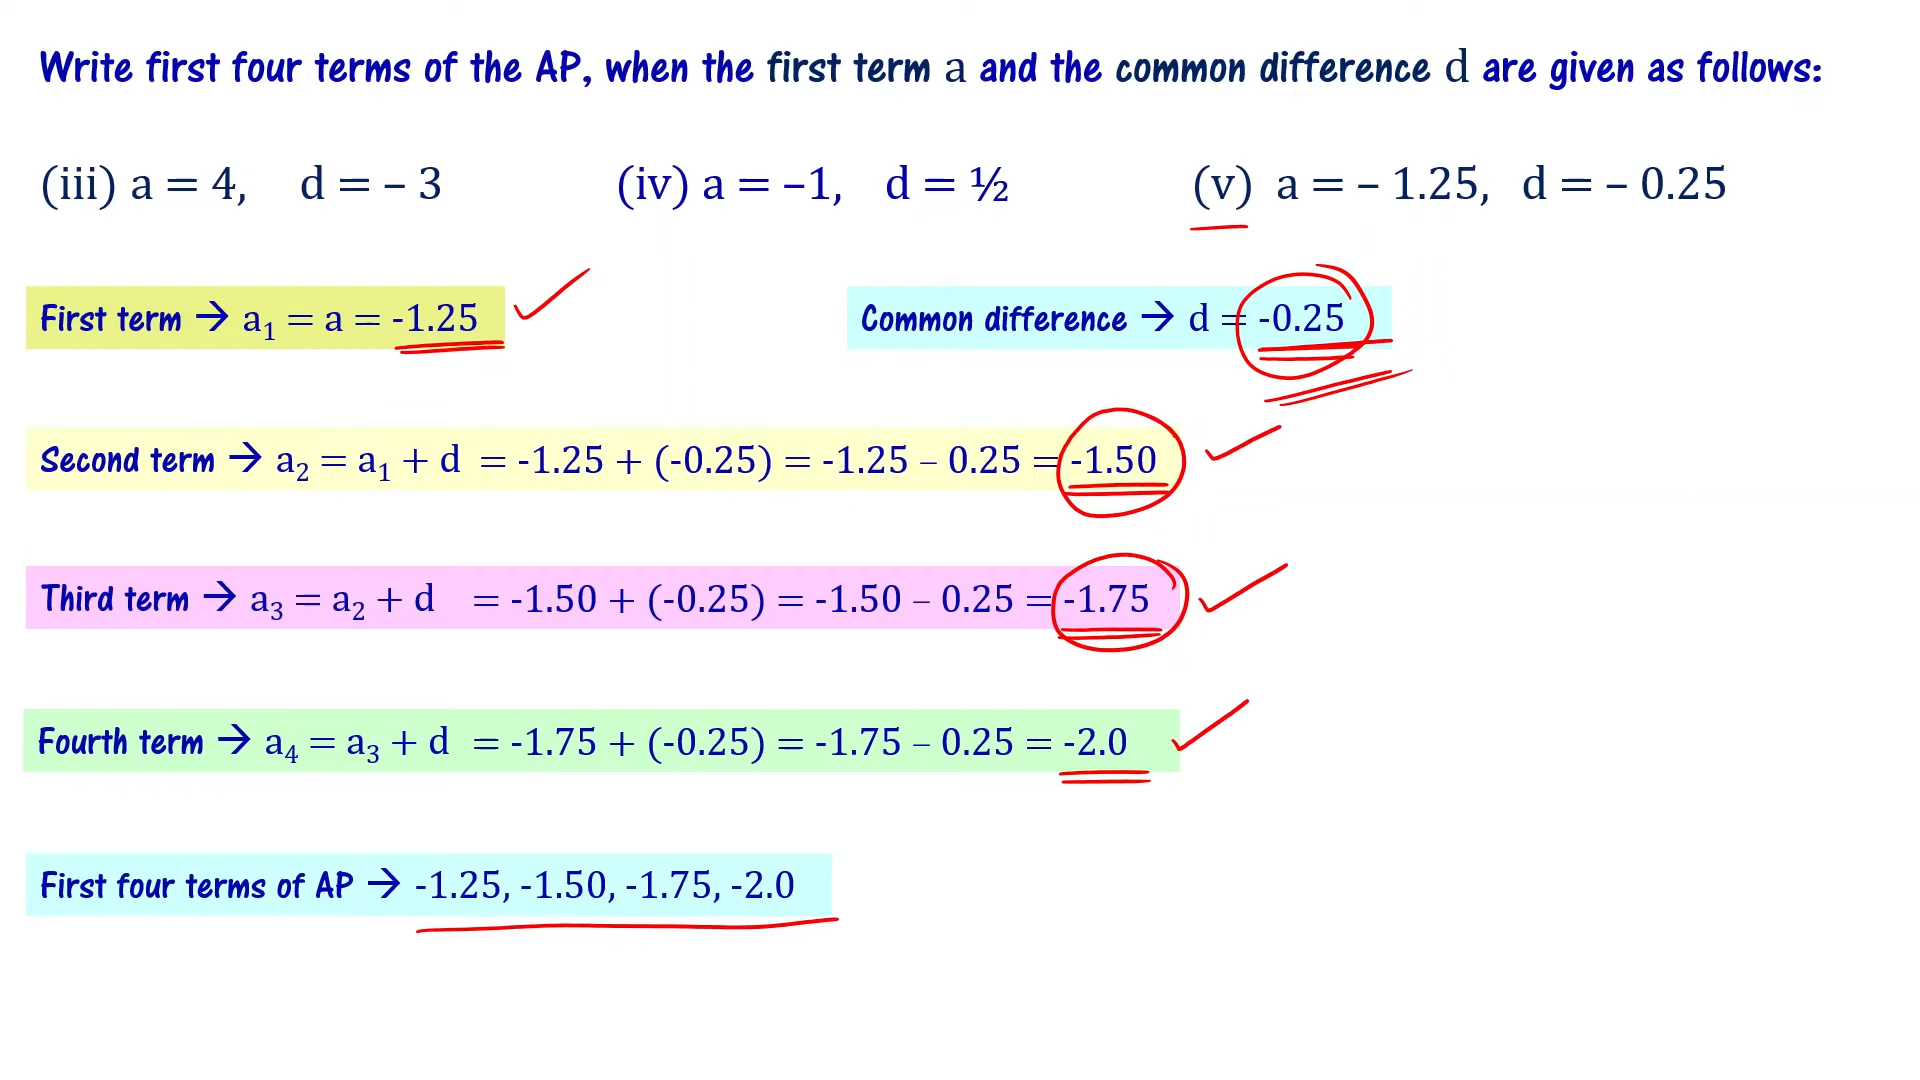 Write first four terms of the AP, when the first term a and the common difference d are given as follows:
(iii) a = 4, d = – 3 (iv) a = –1, d = ½ (v) a = – 1.25, d = – 0.25
First term → a₁ = a = -1.25 Common difference → d = -0.25
Second term → a₂ = a₁ + d = -1.25 + (-0.25) = -1.25 – 0.25 = -1.50
Third term → a₃ = a₂ + d = -1.50 + (-0.25) = -1.50 – 0.25 = -1.75
Fourth term → a₄ = a₃ + d = -1.75 + (-0.25) = -1.75 – 0.25 = -2.0
First four terms of AP → -1.25, -1.50, -1.75, -2.0